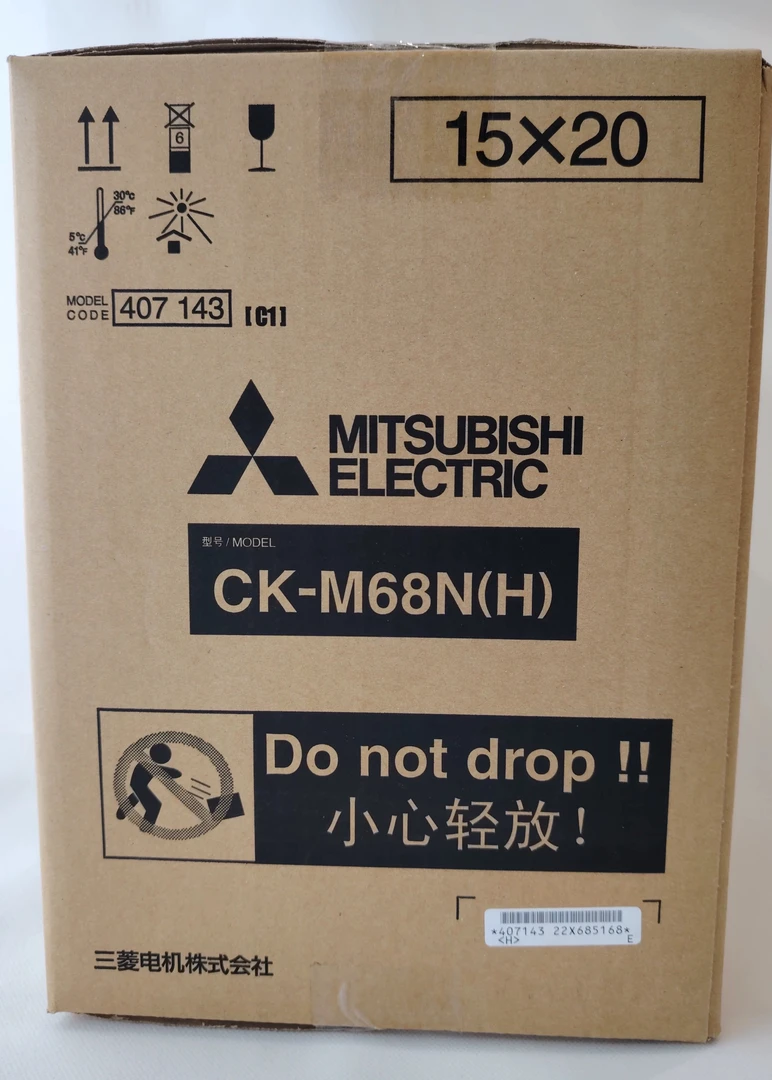 6
15×20
30°C
86°F
5°C
41°F
MODEL
CODE
407 143
[C1]
MITSUBISHI
ELECTRIC
型号 / MODEL
CK-M68N(H)
Do not drop !!
小心轻放!
*407143 22X685168*
<H>
E
三菱电机株式会社